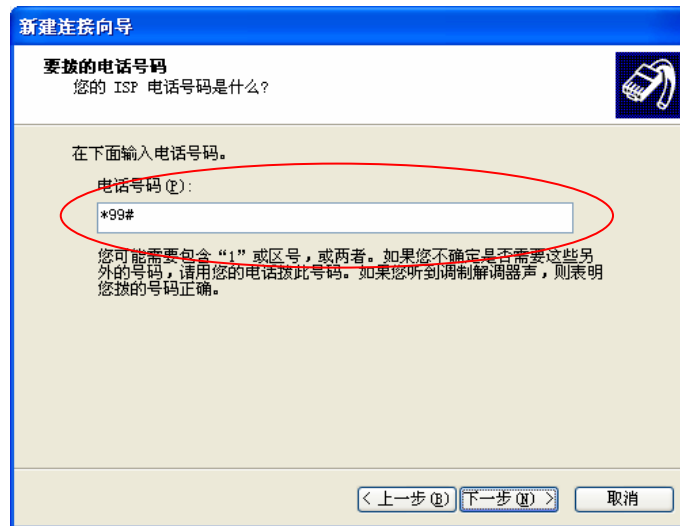 新建连接向导
要拨的电话号码
您的 ISP 电话号码是什么?
在下面输入电话号码。
电话号码(P):
*99#
您可能需要包含“1”或区号，或两者。如果您不确定是否需要这些另
外的号码，请用您的电话拨此号码。如果您听到调制解调器声，则表明
您拨的号码正确。
< 上一步(B) 下一步(N) > 取消